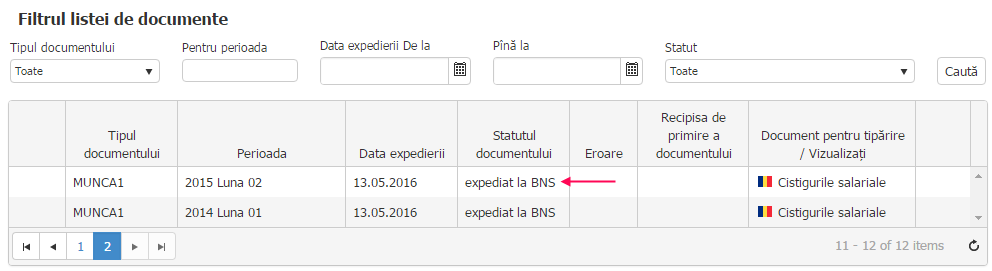 Filtrul listei de documente
Tipul documentului Pentru perioada Data expedierii De la Pînă la Statut
Toate Toate Caută
Tipul documentului Perioada Data expedierii Statutul documentului Eroare Recipisa de primire a documentului Document pentru tipărire / Vizualizați
MUNCA1 2015 Luna 02 13.05.2016 expediat la BNS Cistigurile salariale
MUNCA1 2014 Luna 01 13.05.2016 expediat la BNS Cistigurile salariale
1 2 11 - 12 of 12 items